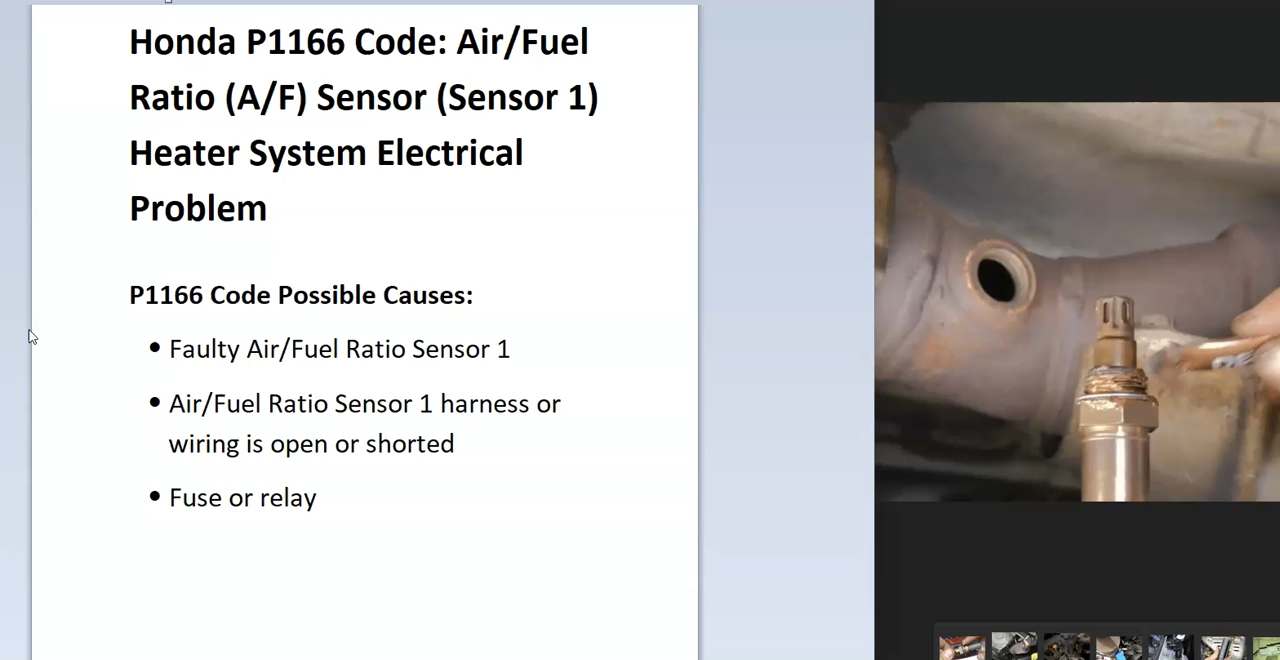 Honda P1166 Code: Air/Fuel
Ratio (A/F) Sensor (Sensor 1)
Heater System Electrical
Problem
P1166 Code Possible Causes:
• Faulty Air/Fuel Ratio Sensor 1
• Air/Fuel Ratio Sensor 1 harness or
wiring is open or shorted
• Fuse or relay